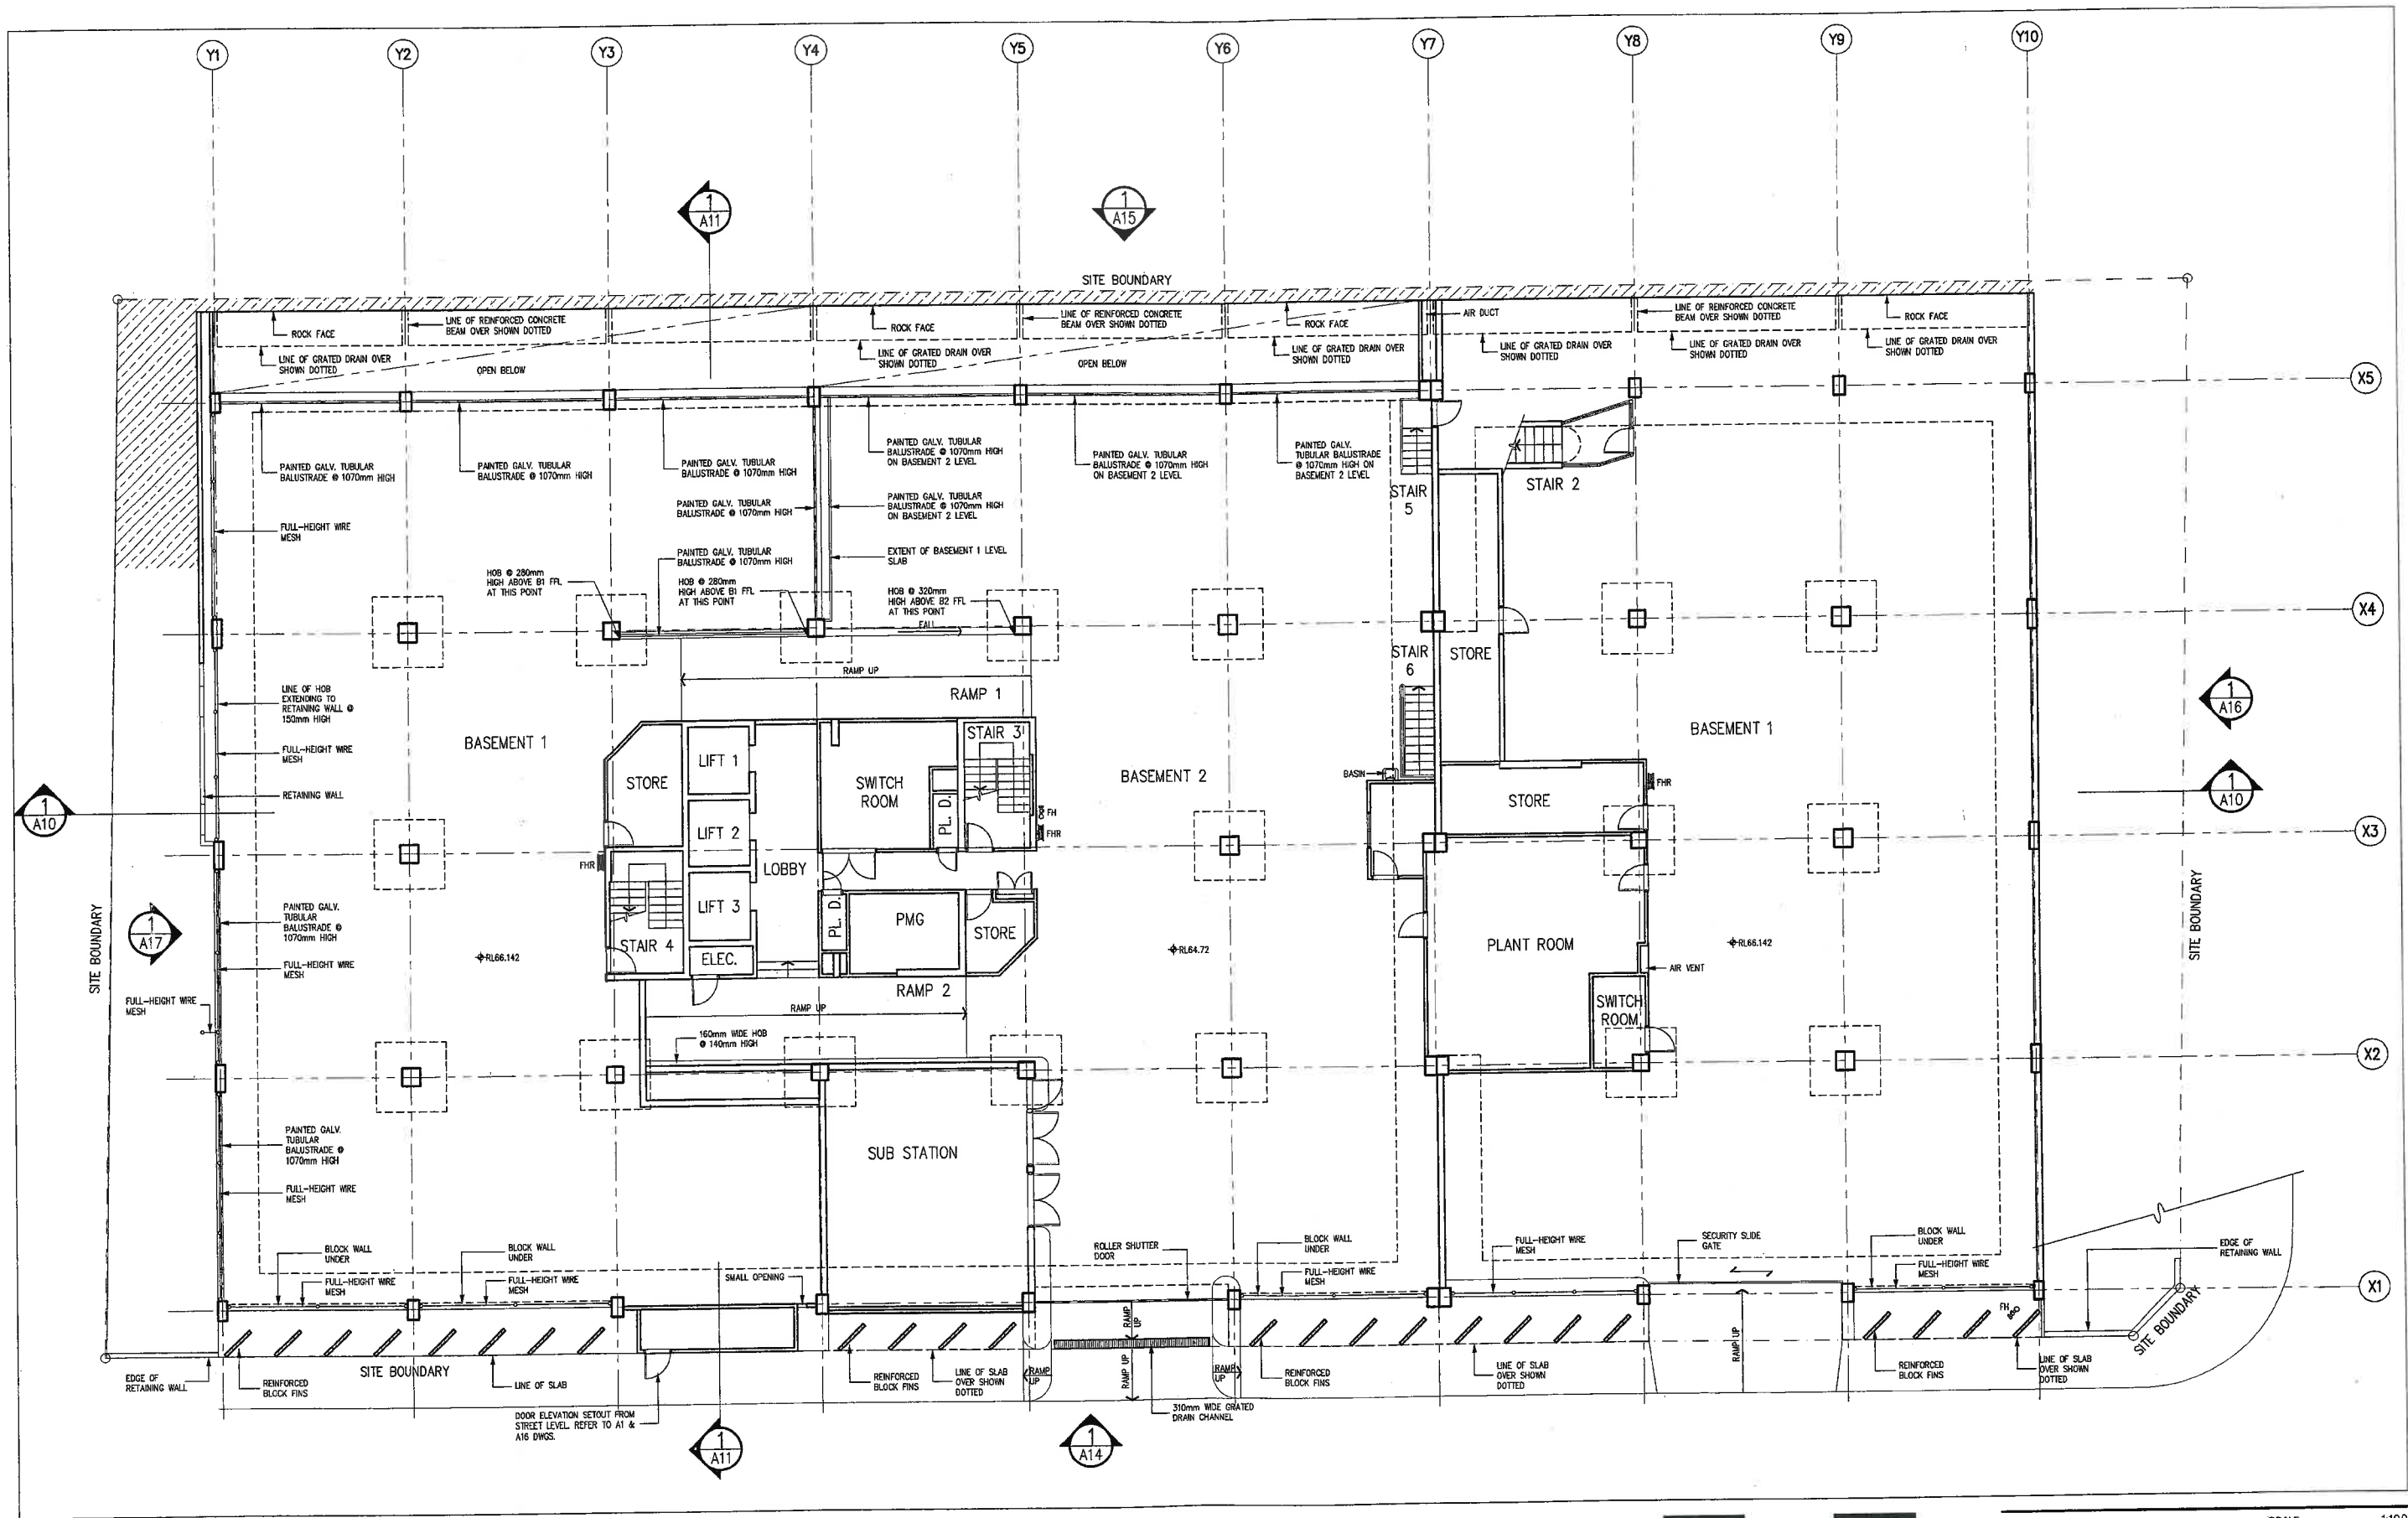 Y1
Y2
Y3
Y4
Y5
Y6
Y7
Y8
Y9
Y10
1
A11
1
A15
SITE BOUNDARY
ROCK FACE
LINE OF REINFORCED CONCRETE
BEAM OVER SHOWN DOTTED
ROCK FACE
LINE OF REINFORCED CONCRETE
BEAM OVER SHOWN DOTTED
ROCK FACE
AIR DUCT
LINE OF REINFORCED CONCRETE
BEAM OVER SHOWN DOTTED
ROCK FACE
LINE OF GRATED DRAIN OVER
SHOWN DOTTED
OPEN BELOW
LINE OF GRATED DRAIN OVER
SHOWN DOTTED
OPEN BELOW
LINE OF GRATED DRAIN OVER
SHOWN DOTTED
LINE OF GRATED DRAIN OVER
SHOWN DOTTED
LINE OF GRATED DRAIN OVER
SHOWN DOTTED
LINE OF GRATED DRAIN OVER
SHOWN DOTTED
X5
PAINTED GALV. TUBULAR
BALUSTRADE @ 1070mm HIGH
PAINTED GALV. TUBULAR
BALUSTRADE @ 1070mm HIGH
PAINTED GALV. TUBULAR
BALUSTRADE @ 1070mm HIGH
PAINTED GALV. TUBULAR
BALUSTRADE @ 1070mm HIGH
ON BASEMENT 2 LEVEL
PAINTED GALV. TUBULAR
BALUSTRADE @ 1070mm HIGH
ON BASEMENT 2 LEVEL
PAINTED GALV.
TUBULAR BALUSTRADE
@ 1070mm HIGH ON
BASEMENT 2 LEVEL
STAIR
5
STAIR 2
PAINTED GALV. TUBULAR
BALUSTRADE @ 1070mm HIGH
PAINTED GALV. TUBULAR
BALUSTRADE @ 1070mm HIGH
ON BASEMENT 2 LEVEL
FULL-HEIGHT WIRE
MESH
PAINTED GALV. TUBULAR
BALUSTRADE @ 1070mm HIGH
EXTENT OF BASEMENT 1 LEVEL
SLAB
HOB @ 280mm
HIGH ABOVE B1 FFL
AT THIS POINT
HOB @ 280mm
HIGH ABOVE B1 FFL
AT THIS POINT
HOB @ 320mm
HIGH ABOVE B2 FFL
AT THIS POINT
FALL
X4
STAIR
6
STORE
RAMP UP
RAMP 1
LINE OF HOB
EXTENDING TO
RETAINING WALL @
150mm HIGH
1
A16
BASEMENT 1
FULL-HEIGHT WIRE
MESH
LIFT 1
STAIR 3
BASEMENT 1
STORE
SWITCH
ROOM
BASEMENT 2
BASIN
FHR
RETAINING WALL
STORE
1
A10
1
A10
LIFT 2
PL. D.
FH
FHR
X3
FHR
LOBBY
LIFT 3
PL. D.
PMG
STORE
PAINTED GALV.
TUBULAR
BALUSTRADE @
1070mm HIGH
SITE BOUNDARY
1
A17
STAIR 4
ELEC.
RL66.142
RL64.72
PLANT ROOM
RL66.142
SITE BOUNDARY
FULL-HEIGHT WIRE
MESH
AIR VENT
FULL-HEIGHT WIRE
MESH
RAMP 2
RAMP UP
SWITCH
ROOM
160mm WIDE HOB
@ 140mm HIGH
X2
PAINTED GALV.
TUBULAR
BALUSTRADE @
1070mm HIGH
SUB STATION
FULL-HEIGHT WIRE
MESH
BLOCK WALL
UNDER
BLOCK WALL
UNDER
ROLLER SHUTTER
DOOR
BLOCK WALL
UNDER
FULL-HEIGHT WIRE
MESH
SECURITY SLIDE
GATE
BLOCK WALL
UNDER
EDGE OF
RETAINING WALL
FULL-HEIGHT WIRE
MESH
FULL-HEIGHT WIRE
MESH
SMALL OPENING
FULL-HEIGHT WIRE
MESH
FULL-HEIGHT WIRE
MESH
X1
FH
RAMP
UP
RAMP UP
SITE BOUNDARY
EDGE OF
RETAINING WALL
REINFORCED
BLOCK FINS
SITE BOUNDARY
LINE OF SLAB
REINFORCED
BLOCK FINS
LINE OF SLAB
OVER SHOWN
DOTTED
RAMP
UP
RAMP UP
RAMP
UP
REINFORCED
BLOCK FINS
LINE OF SLAB
OVER SHOWN
DOTTED
REINFORCED
BLOCK FINS
LINE OF SLAB
OVER SHOWN
DOTTED
DOOR ELEVATION SETOUT FROM
STREET LEVEL. REFER TO A1 &
A16 DWGS.
310mm WIDE GRATED
DRAIN CHANNEL
1
A11
1
A14